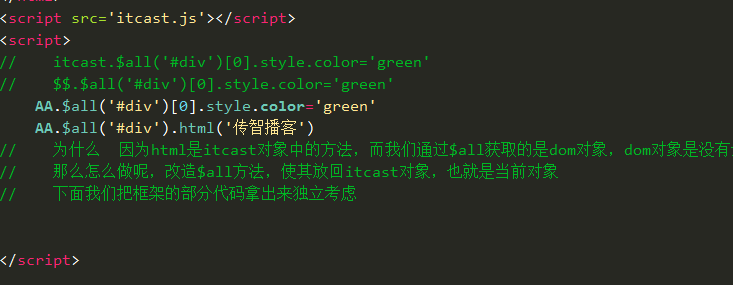 <script src='itcast.js'></script>
<script>
//    itcast.$all('#div')[0].style.color='green'
//    $$.$all('#div')[0].style.color='green'
AA.$all('#div')[0].style.color='green'
AA.$all('#div').html('传智播客')
//    为什么  因为html是itcast对象中的方法，而我们通过$all获取的是dom对象，dom对象是没有
//    那么怎么做呢，改造$all方法，使其放回itcast对象，也就是当前对象
//    下面我们把框架的部分代码拿出来独立考虑
</script>